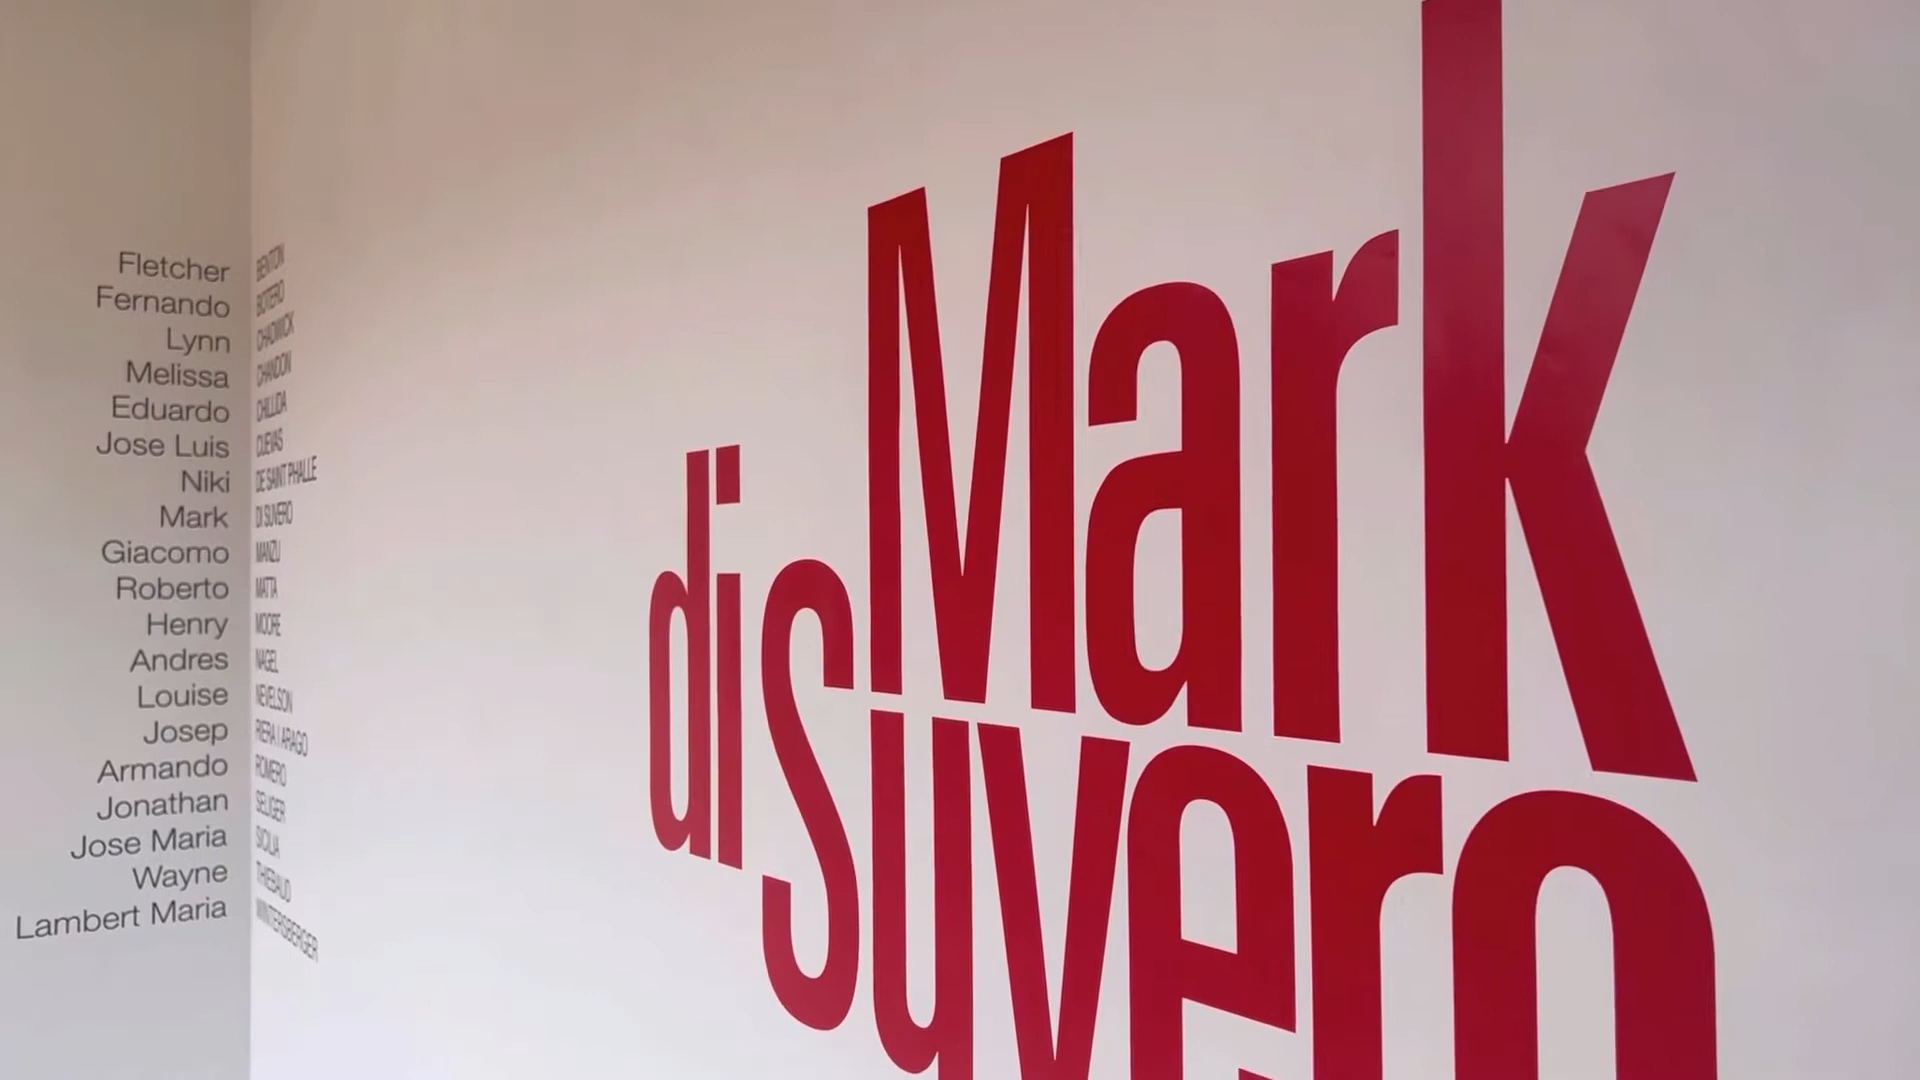 Fletcher BENTON
Fernando BOTERO
Lynn CHADWICK
Melissa CHANDON
Eduardo CHILLIDA
Jose Luis CUEVAS
Niki DE SAINT PHALLE
Mark DI SUVERO
Giacomo MANZU
Roberto MATTA
Henry MOORE
Andres NAGEL
Louise NEVELSON
Josep RIERA I ARAGO
Armando ROMERO
Jonathan SELIGER
Jose Maria SICILIA
Wayne THIEBAUD
Lambert Maria WINTERSBERGER
Mark
di Suvero